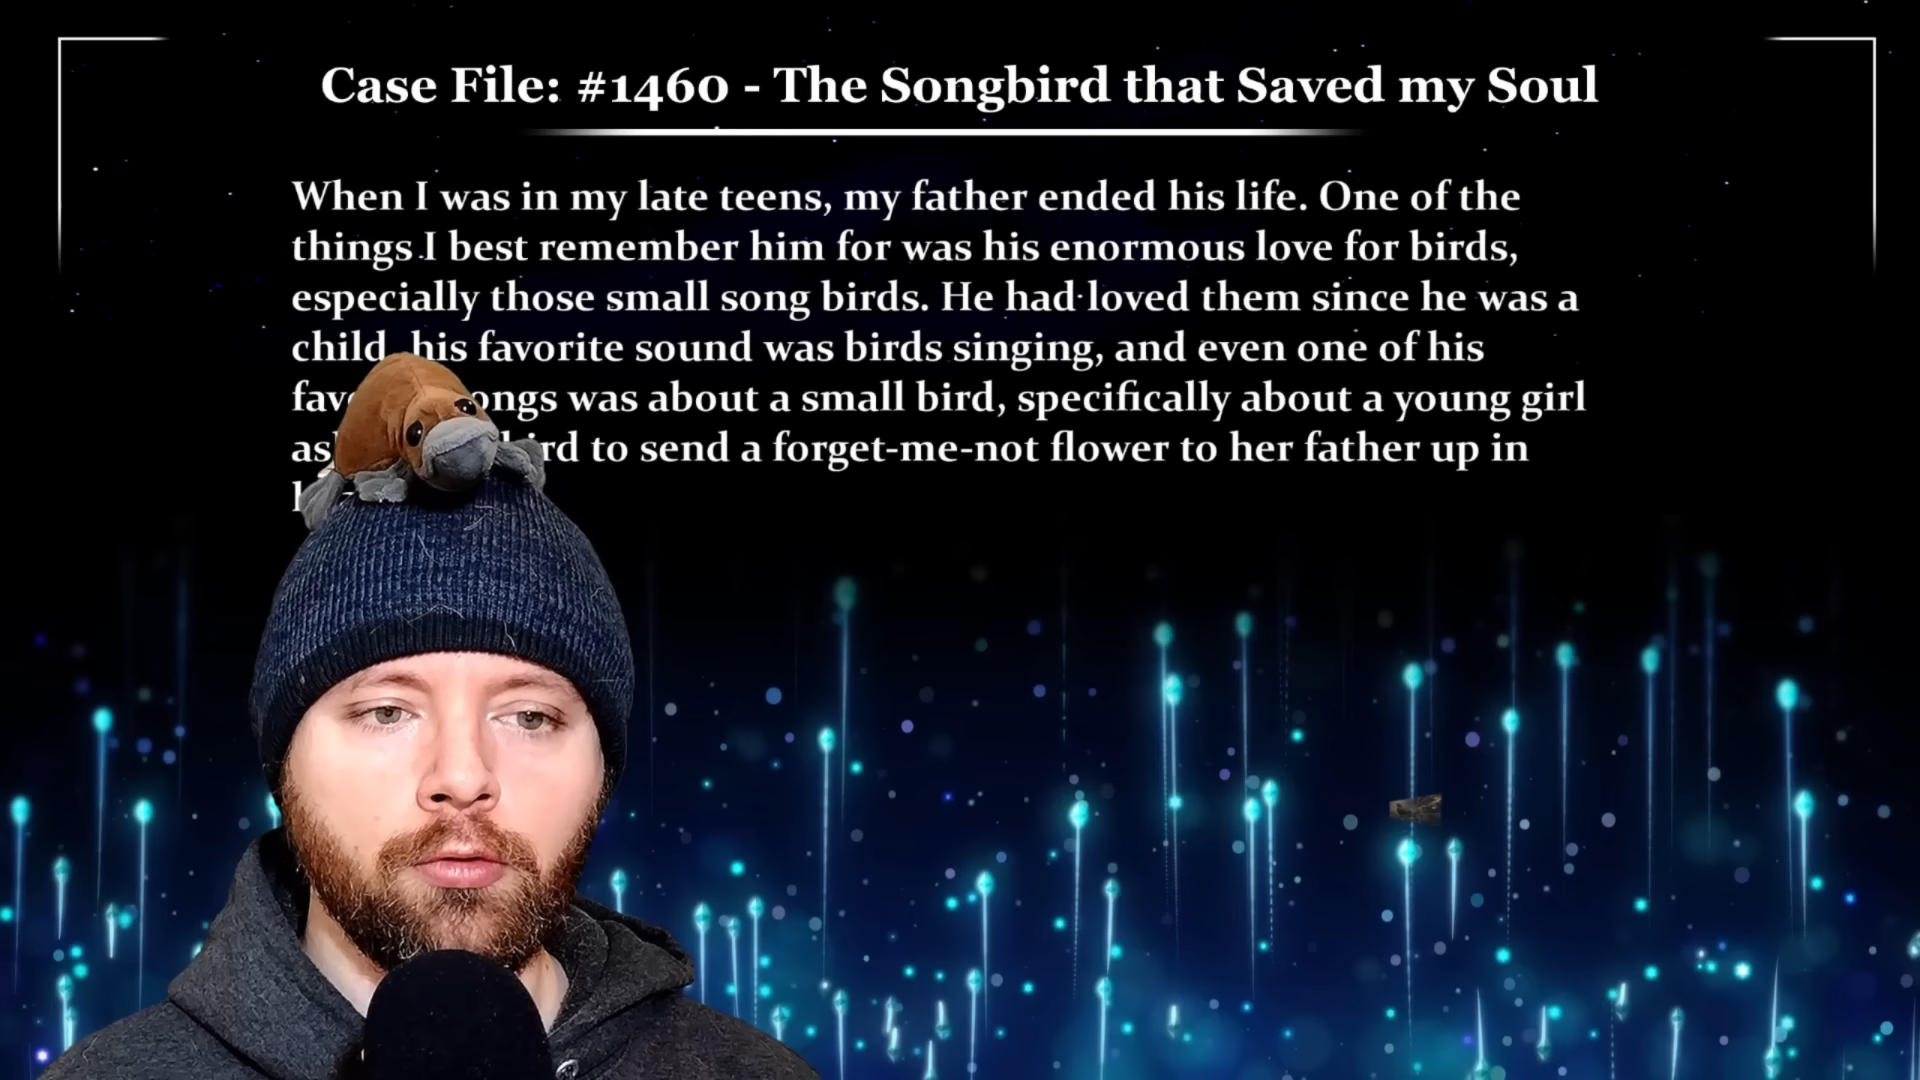 Case File: #1460 - The Songbird that Saved my Soul
When I was in my late teens, my father ended his life. One of the
things I best remember him for was his enormous love for birds,
especially those small song birds. He had loved them since he was a
child, his favorite sound was birds singing, and even one of his
songs was about a small bird, specifically about a young girl
to send a forget-me-not flower to her father up in